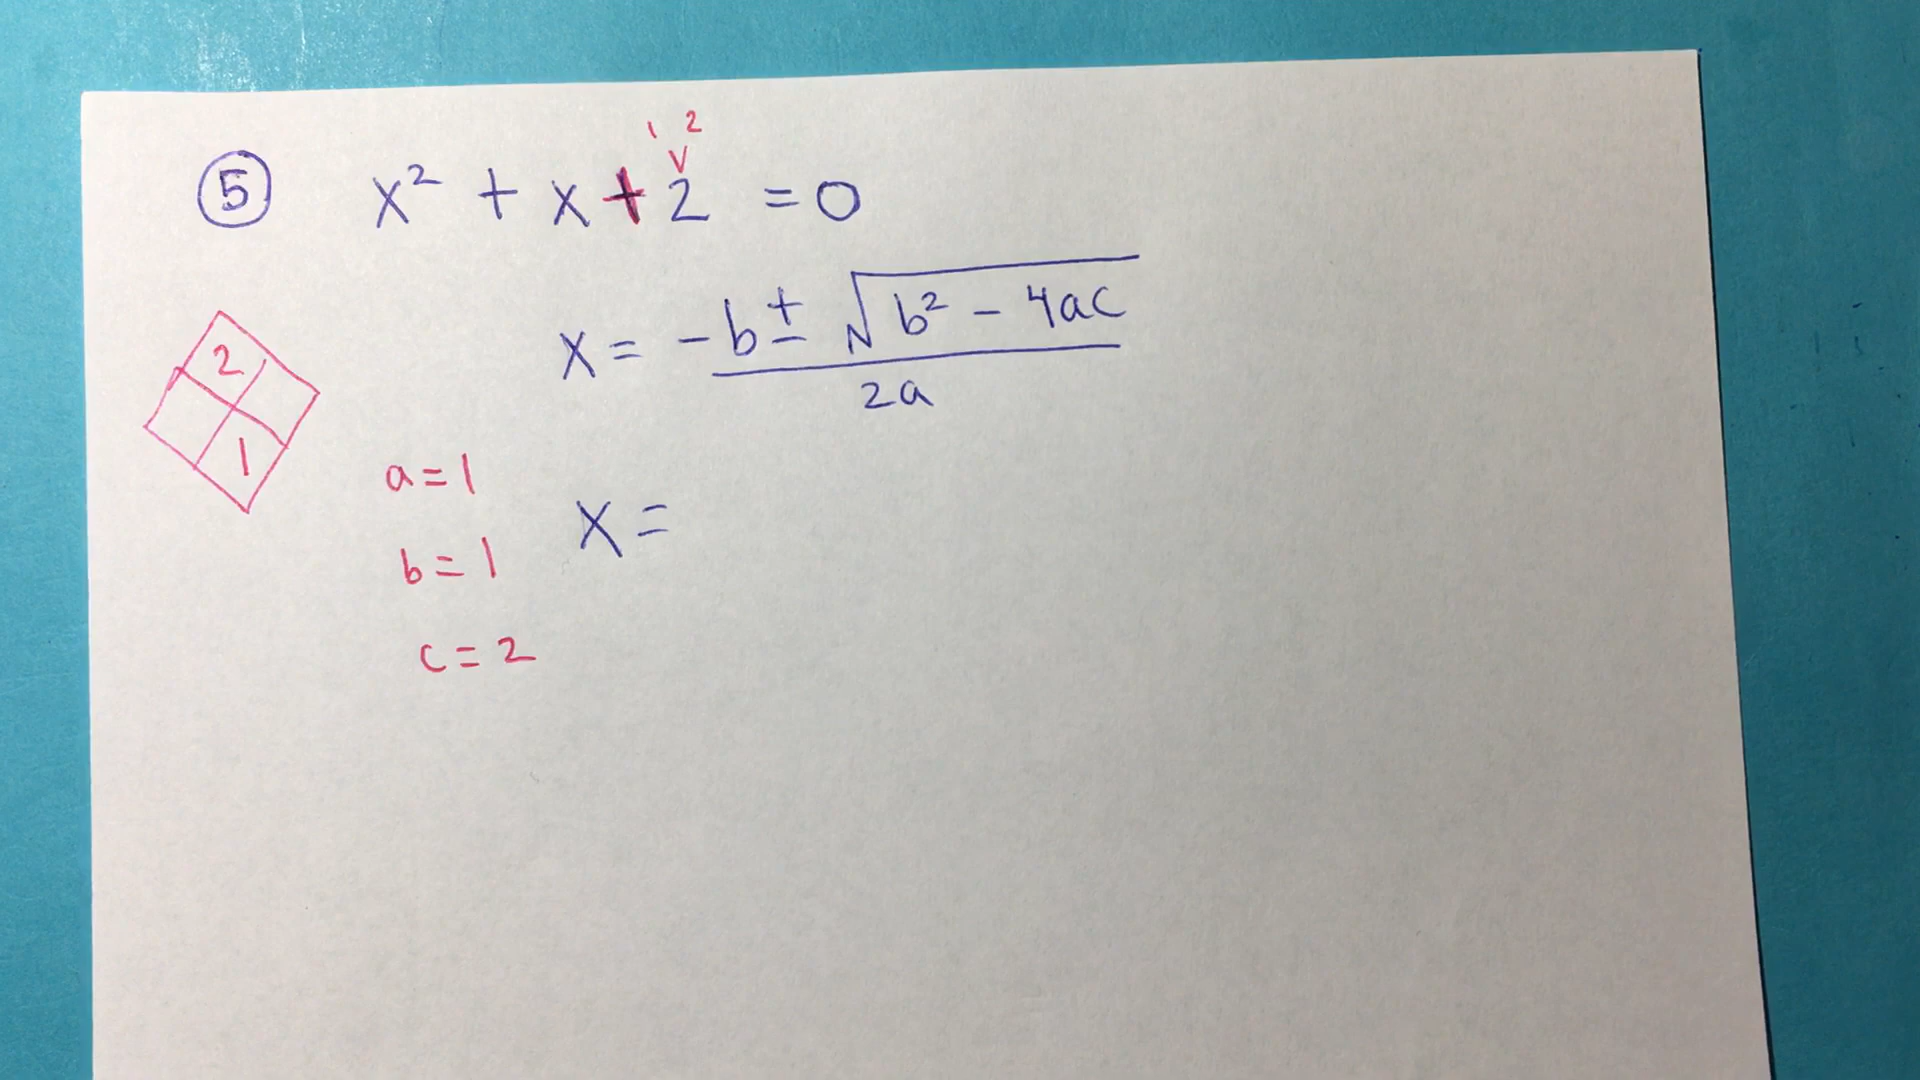 1 2
V
⑤ x² + x + 2 = 0
x = -b ± √(b² - 4ac)
2a
2
1
a = 1
x =
b = 1
c = 2